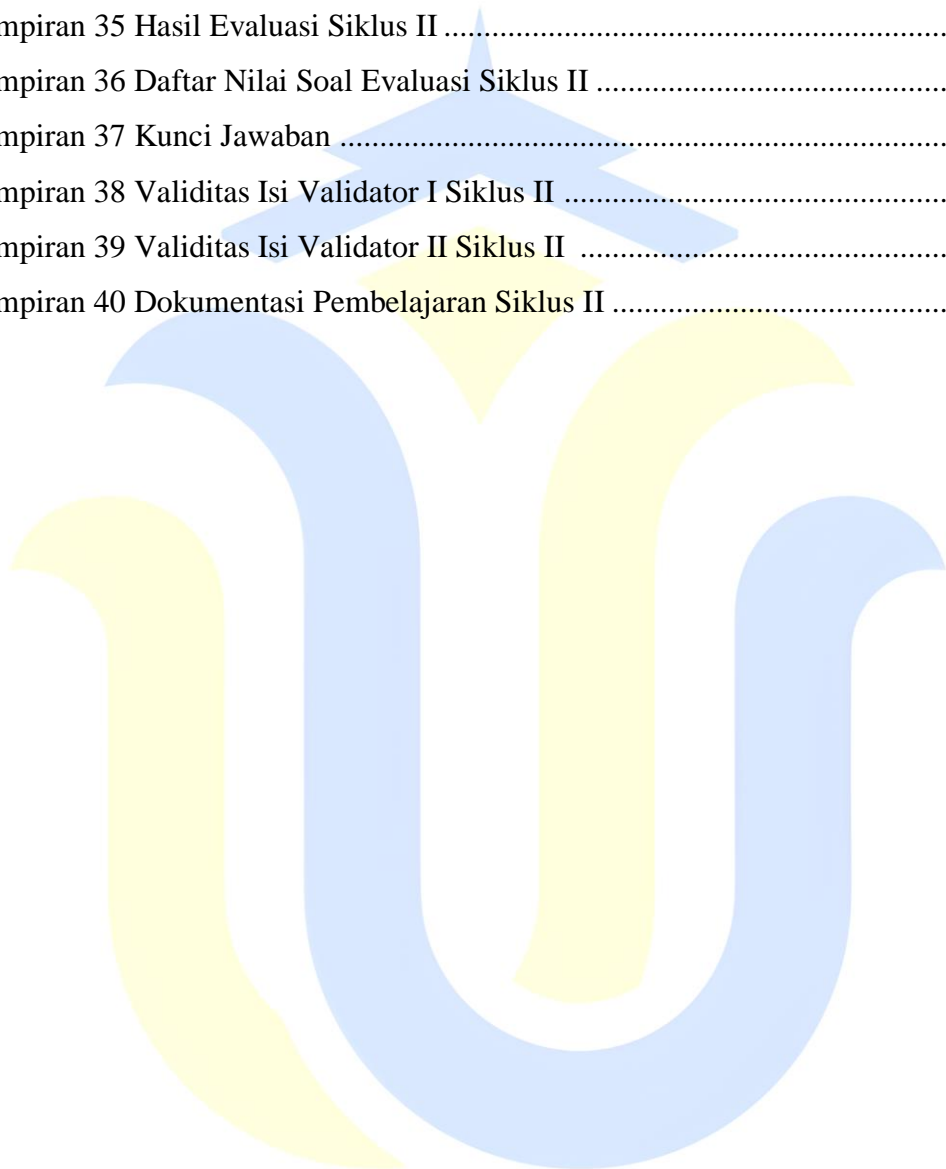 mpiran 35 Hasil Evaluasi Siklus II ..............................................................
mpiran 36 Daftar Nilai Soal Evaluasi Siklus II ...........................................
mpiran 37 Kunci Jawaban ...........................................................................
mpiran 38 Validitas Isi Validator I Siklus II ...............................................
mpiran 39 Validitas Isi Validator II Siklus II .............................................
mpiran 40 Dokumentasi Pembelajaran Siklus II .........................................